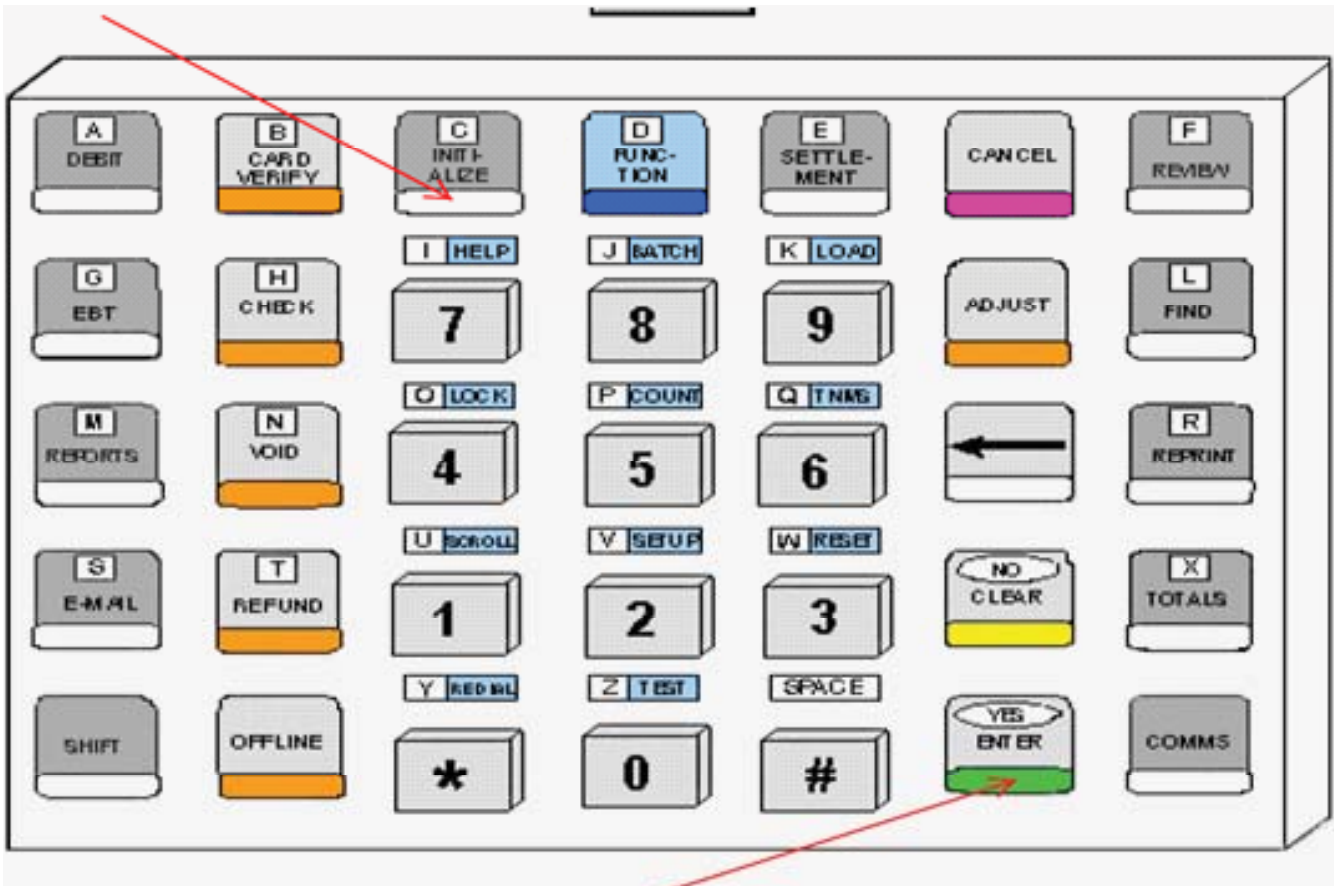 A B C D E CANCEL F
DEBIT CARD INITI- FUNC- SETTLE- REVIEW
VERIFY ALIZE TION MENT
I HELP J BATCH K LOAD
G H 7 8 9 ADJUST L
EBT CHECK FIND
O LOCK P COUNT Q TNMS
M N 4 5 6 R
REPORTS VOID REPRINT
U SCROLL V SETUP W RESET
S T 1 2 3 NO X
E-MAIL REFUND CLEAR TOTALS
Y REDIAL Z TEST SPACE
YES
SHIFT OFFLINE * 0 # ENTER COMMS